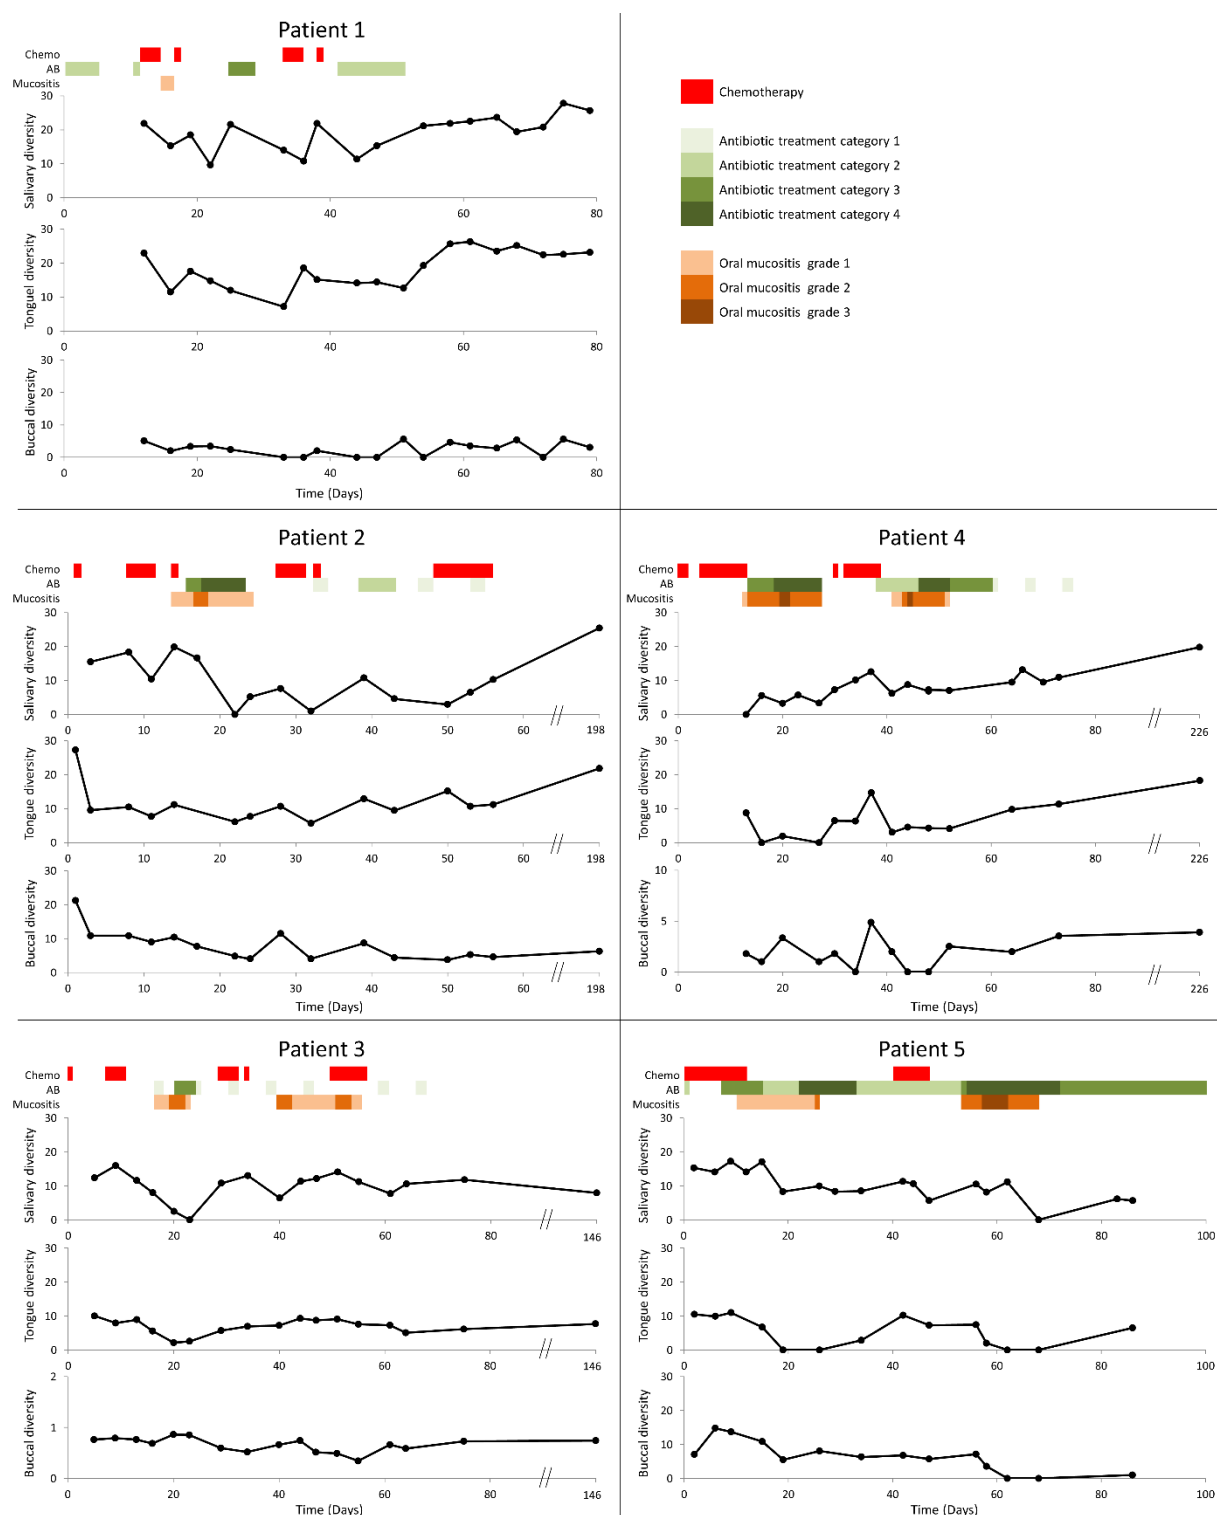 Patient 1
Chemo
AB
Mucositis
Salivary diversity
30
20
10
0
0 20 40 60 80
Tonguel diversity
30
20
10
0
0 20 40 60 80
Buccal diversity
30
20
10
0
0 20 40 60 80
Time (Days)
Chemotherapy
Antibiotic treatment category 1
Antibiotic treatment category 2
Antibiotic treatment category 3
Antibiotic treatment category 4
Oral mucositis grade 1
Oral mucositis grade 2
Oral mucositis grade 3
Patient 2
Chemo
AB
Mucositis
Salivary diversity
30
20
10
0
0 10 20 30 40 50 60 // 198
Tongue diversity
30
20
10
0
0 10 20 30 40 50 60 // 198
Buccal diversity
30
20
10
0
0 10 20 30 40 50 60 // 198
Time (Days)
Patient 4
Chemo
AB
Mucositis
Salivary diversity
30
20
10
0
0 20 40 60 80 // 226
Tongue diversity
30
20
10
0
0 20 40 60 80 // 226
Buccal diversity
10
5
0
0 20 40 60 80 // 226
Time (Days)
Patient 3
Chemo
AB
Mucositis
Salivary diversity
30
20
10
0
0 20 40 60 80 // 146
Tongue diversity
30
20
10
0
0 20 40 60 80 // 146
Buccal diversity
2
1
0
0 20 40 60 80 // 146
Time (Days)
Patient 5
Chemo
AB
Mucositis
Salivary diversity
30
20
10
0
0 20 40 60 80 100
Tongue diversity
30
20
10
0
0 20 40 60 80 100
Buccal diversity
30
20
10
0
0 20 40 60 80 100
Time (Days)